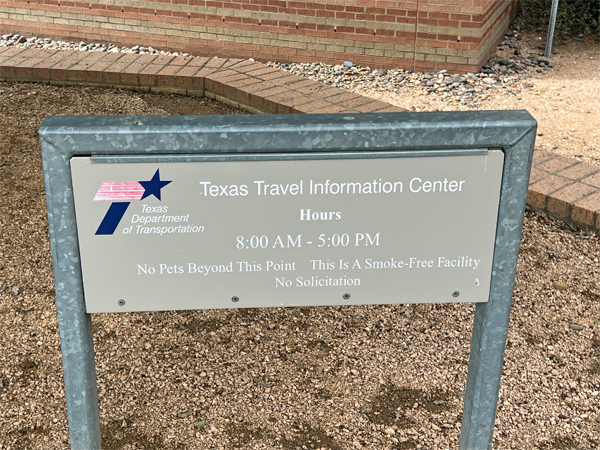 Texas Travel Information Center
Texas
Department
of Transportation
Hours
8:00 AM - 5:00 PM
No Pets Beyond This Point This Is A Smoke-Free Facility
No Solicitation